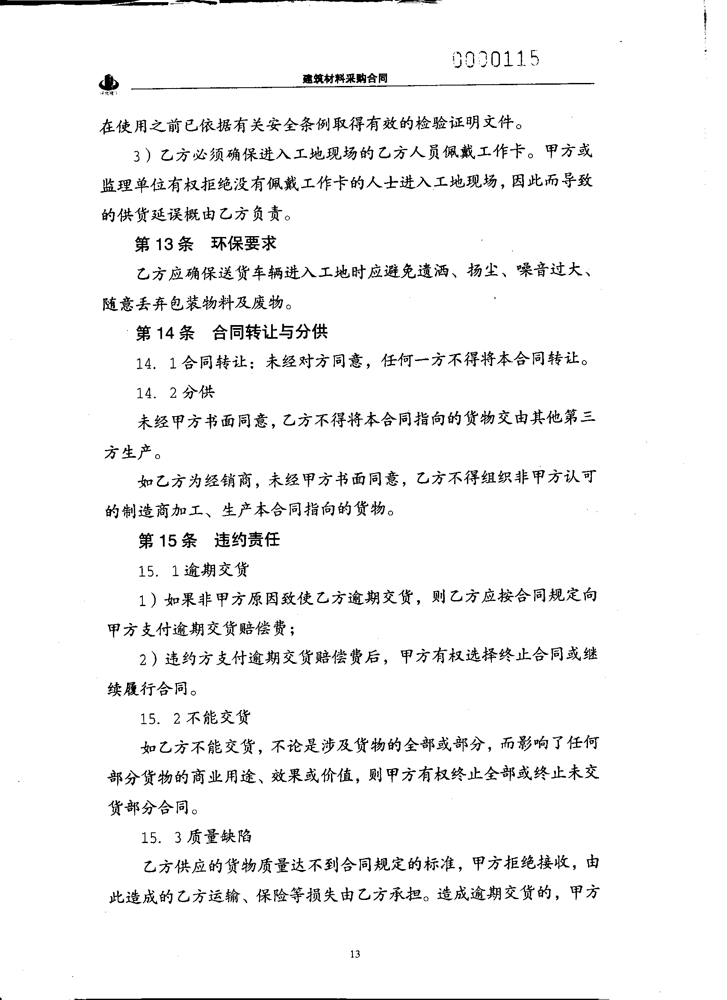 0000115
建筑材料采购合同
在使用之前已依据有关安全条例取得有效的检验证明文件。
3）乙方必须确保进入工地现场的乙方人员佩戴工作卡。甲方或
监理单位有权拒绝没有佩戴工作卡的人士进入工地现场，因此而导致
的供货延误概由乙方负责。
第 13 条　环保要求
乙方应确保送货车辆进入工地时应避免遗洒、扬尘、噪音过大、
随意丢弃包装物料及废物。
第 14 条　合同转让与分供
14. 1 合同转让：未经对方同意，任何一方不得将本合同转让。
14. 2 分供
未经甲方书面同意，乙方不得将本合同指向的货物交由其他第三
方生产。
如乙方为经销商，未经甲方书面同意，乙方不得组织非甲方认可
的制造商加工、生产本合同指向的货物。
第 15 条　违约责任
15. 1 逾期交货
1）如果非甲方原因致使乙方逾期交货，则乙方应按合同规定向
甲方支付逾期交货赔偿费；
2）违约方支付逾期交货赔偿费后，甲方有权选择终止合同或继
续履行合同。
15. 2 不能交货
如乙方不能交货，不论是涉及货物的全部或部分，而影响了任何
部分货物的商业用途、效果或价值，则甲方有权终止全部或终止未交
货部分合同。
15. 3 质量缺陷
乙方供应的货物质量达不到合同规定的标准，甲方拒绝接收，由
此造成的乙方运输、保险等损失由乙方承担。造成逾期交货的，甲方
13